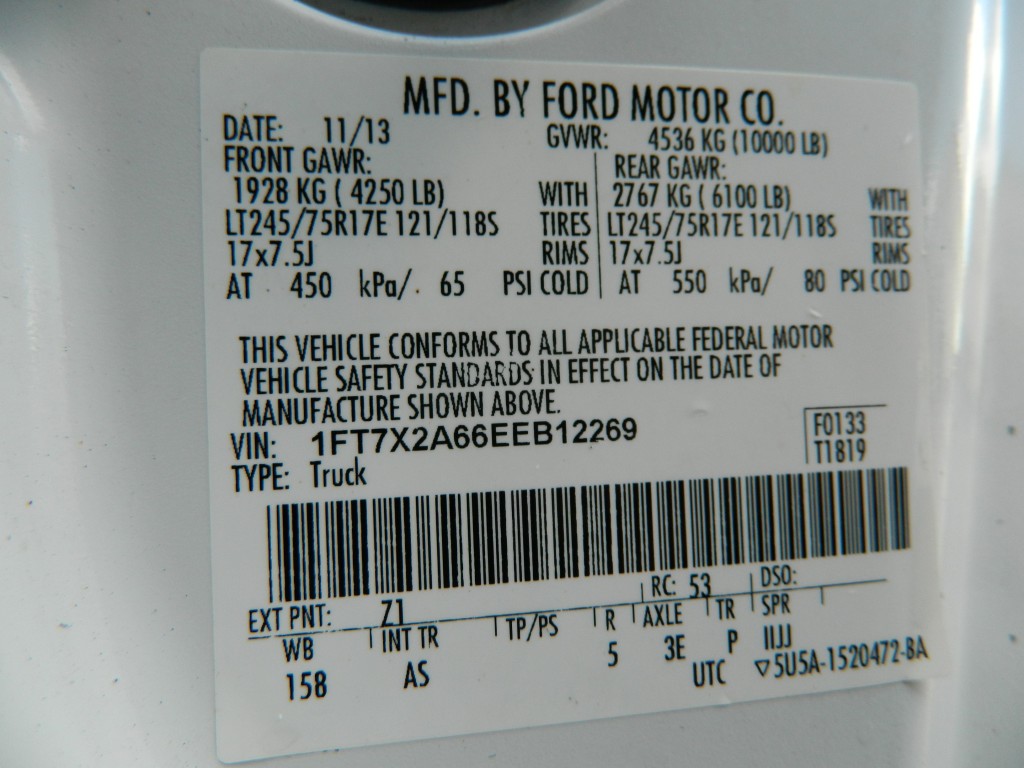 MFD. BY FORD MOTOR CO.
DATE: 11/13 GVWR: 4536 KG (10000 LB)
FRONT GAWR: REAR GAWR:
1928 KG ( 4250 LB) WITH 2767 KG ( 6100 LB) WITH
LT245/75R17E 121/118S TIRES LT245/75R17E 121/118S TIRES
17x7.5J RIMS 17x7.5J RIMS
AT 450 kPa/ 65 PSI COLD AT 550 kPa/ 80 PSI COLD
THIS VEHICLE CONFORMS TO ALL APPLICABLE FEDERAL MOTOR
VEHICLE SAFETY STANDARDS IN EFFECT ON THE DATE OF
MANUFACTURE SHOWN ABOVE.
VIN: 1FT7X2A66EEB12269 F0133
TYPE: Truck T1819
EXT PNT: Z1 RC: 53 DSO:
WB INT TR TP/PS R AXLE TR SPR
158 AS 5 3E P IIJJ
UTC ▽5U5A-1520472-BA